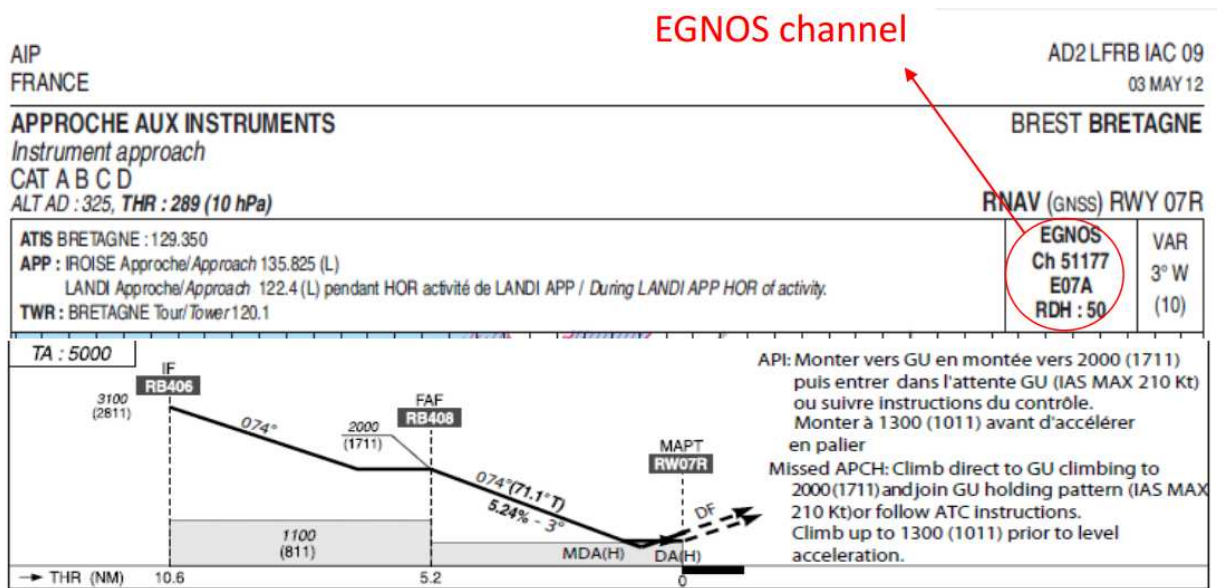 EGNOS channel
AIP
FRANCE
AD2 LFRB IAC 09
03 MAY 12
APPROCHE AUX INSTRUMENTS
Instrument approach
CAT A B C D
ALT AD : 325, THR : 289 (10 hPa)
BREST BRETAGNE
RNAV (GNSS) RWY 07R
ATIS BRETAGNE : 129.350
APP : IROISE Approche/Approach 135.825 (L)
LANDI Approche/Approach 122.4 (L) pendant HOR activité de LANDI APP / During LANDI APP HOR of activity.
TWR : BRETAGNE Tour/Tower 120.1
EGNOS
Ch 51177
E07A
RDH : 50
VAR
3° W
(10)
TA : 5000
IF
RB406
3100
(2811)
074°
FAF
RB408
2000
(1711)
074°(71.1° T)
5.24% - 3°
MAPT
RW07R
DF
1100
(811)
MDA(H)
DA(H)
THR (NM)
10.6
5.2
0
API: Monter vers GU en montée vers 2000 (1711)
puis entrer dans l'attente GU (IAS MAX 210 Kt)
ou suivre instructions du contrôle.
Monter à 1300 (1011) avant d'accélérer
en palier
Missed APCH: Climb direct to GU climbing to
2000(1711)and join GU holding pattern (IAS MAX
210 Kt)or follow ATC instructions.
Climb up to 1300 (1011) prior to level
acceleration.